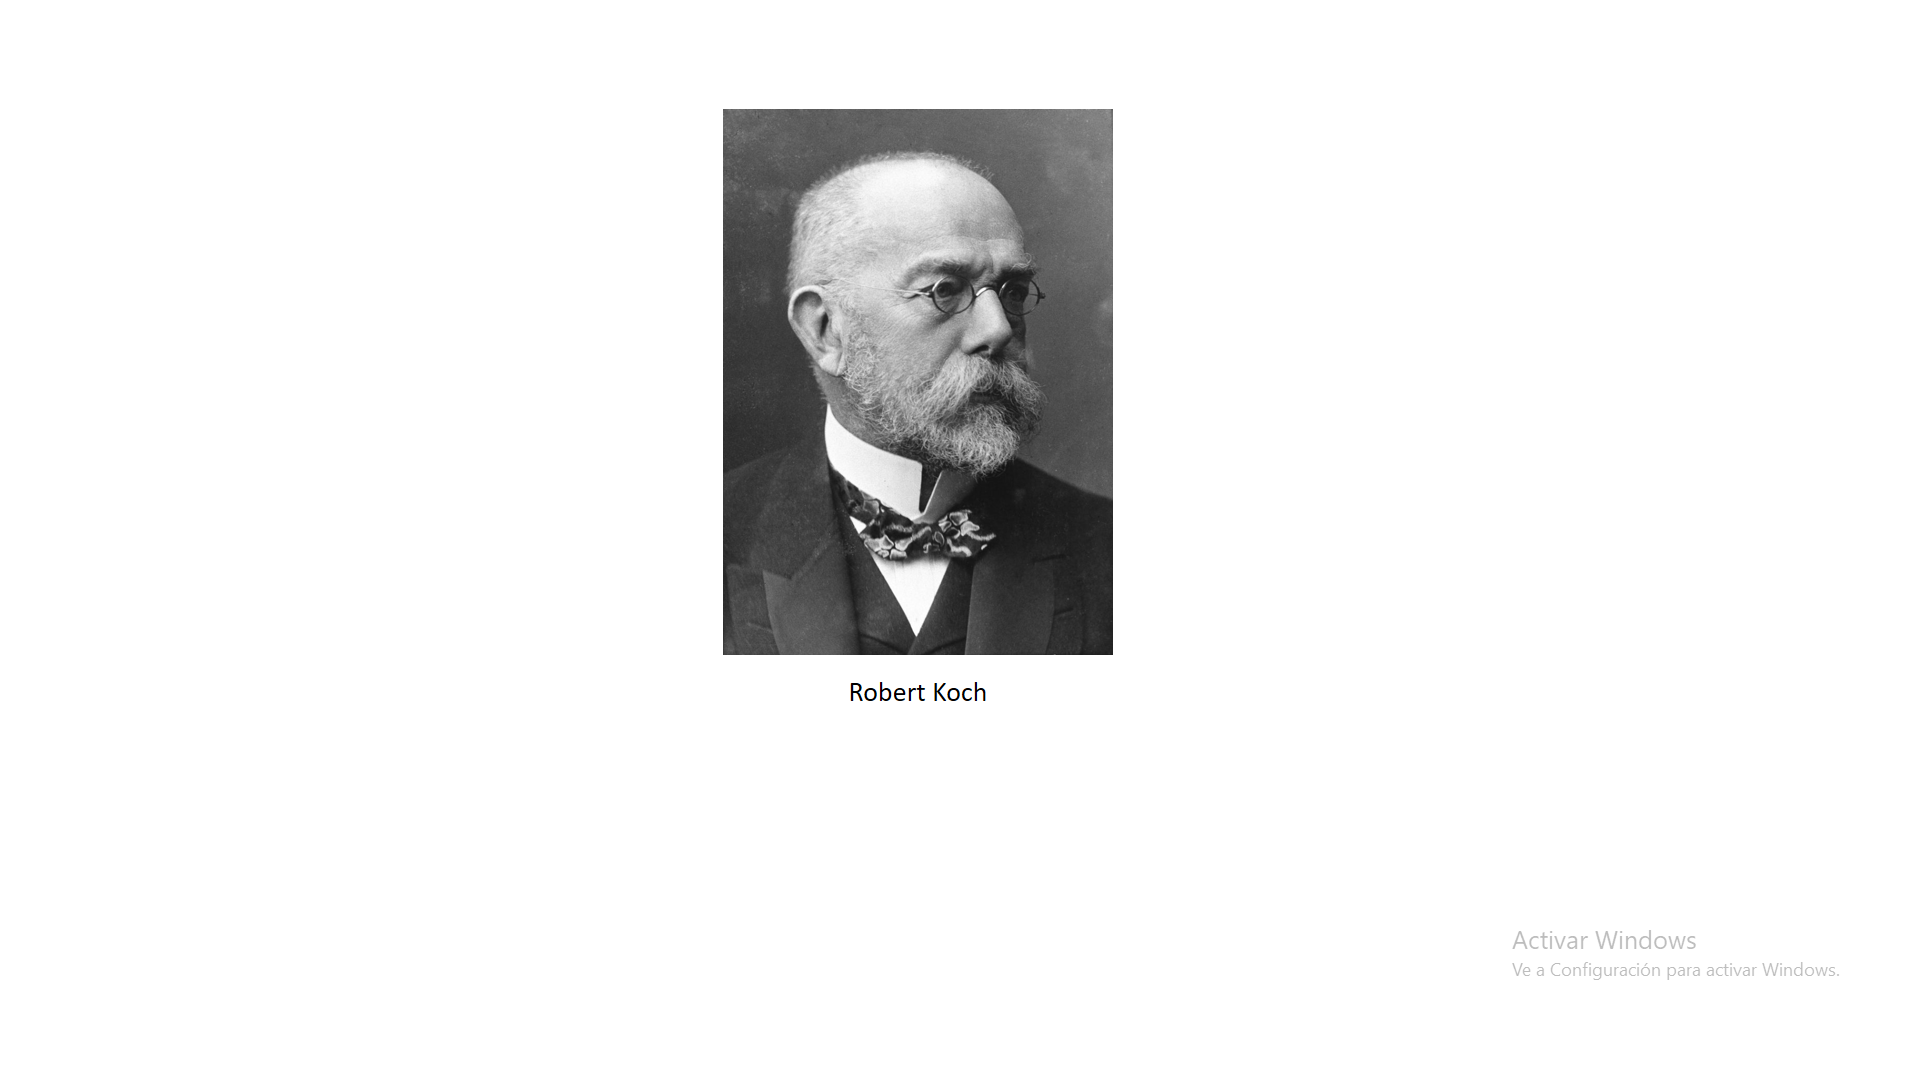 Robert Koch
Activar Windows
Ve a Configuración para activar Windows.